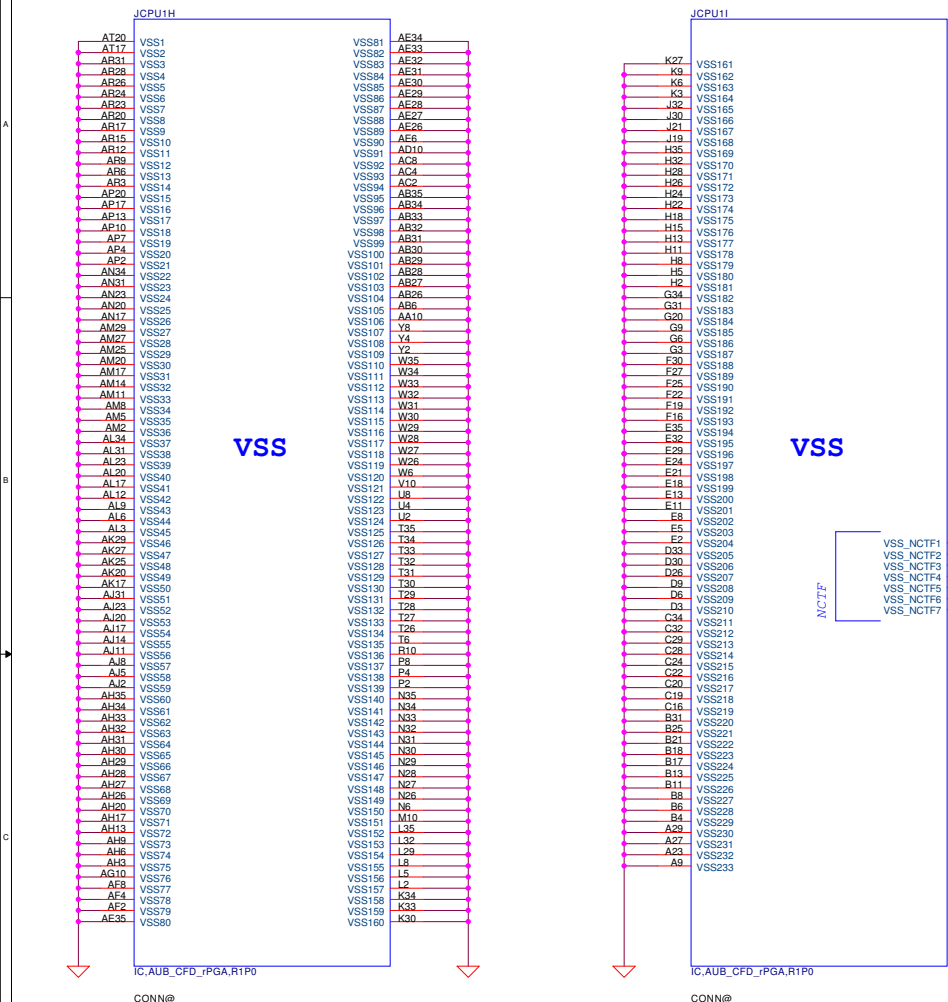 A
B
C
JCPU1H
AT20 VSS1
AT17 VSS2
AR31 VSS3
AR28 VSS4
AR26 VSS5
AR24 VSS6
AR23 VSS7
AR20 VSS8
AR17 VSS9
AR15 VSS10
AR12 VSS11
AR9 VSS12
AR6 VSS13
AR3 VSS14
AP20 VSS15
AP17 VSS16
AP13 VSS17
AP10 VSS18
AP7 VSS19
AP4 VSS20
AP2 VSS21
AN34 VSS22
AN31 VSS23
AN23 VSS24
AN20 VSS25
AN17 VSS26
AM29 VSS27
AM27 VSS28
AM25 VSS29
AM20 VSS30
AM17 VSS31
AM14 VSS32
AM11 VSS33
AM8 VSS34
AM5 VSS35
AM2 VSS36
AL34 VSS37
AL31 VSS38
AL23 VSS39
AL20 VSS40
AL17 VSS41
AL12 VSS42
AL9 VSS43
AL6 VSS44
AL3 VSS45
AK29 VSS46
AK27 VSS47
AK25 VSS48
AK20 VSS49
AK17 VSS50
AJ31 VSS51
AJ23 VSS52
AJ20 VSS53
AJ17 VSS54
AJ14 VSS55
AJ11 VSS56
AJ8 VSS57
AJ5 VSS58
AJ2 VSS59
AH35 VSS60
AH34 VSS61
AH33 VSS62
AH32 VSS63
AH31 VSS64
AH30 VSS65
AH29 VSS66
AH28 VSS67
AH27 VSS68
AH26 VSS69
AH20 VSS70
AH17 VSS71
AH13 VSS72
AH9 VSS73
AH6 VSS74
AH3 VSS75
AG10 VSS76
AF8 VSS77
AF4 VSS78
AF2 VSS79
AE35 VSS80
VSS
VSS81 AE34
VSS82 AE33
VSS83 AE32
VSS84 AE31
VSS85 AE30
VSS86 AE29
VSS87 AE28
VSS88 AE27
VSS89 AE26
VSS90 AE6
VSS91 AD10
VSS92 AC8
VSS93 AC4
VSS94 AC2
VSS95 AB35
VSS96 AB34
VSS97 AB33
VSS98 AB32
VSS99 AB31
VSS100 AB30
VSS101 AB29
VSS102 AB28
VSS103 AB27
VSS104 AB26
VSS105 AB6
VSS106 AA10
VSS107 Y8
VSS108 Y4
VSS109 Y2
VSS110 W35
VSS111 W34
VSS112 W33
VSS113 W32
VSS114 W31
VSS115 W30
VSS116 W29
VSS117 W28
VSS118 W27
VSS119 W26
VSS120 W6
VSS121 V10
VSS122 U8
VSS123 U4
VSS124 U2
VSS125 T35
VSS126 T34
VSS127 T33
VSS128 T32
VSS129 T31
VSS130 T30
VSS131 T29
VSS132 T28
VSS133 T27
VSS134 T26
VSS135 T6
VSS136 R10
VSS137 P8
VSS138 P4
VSS139 P2
VSS140 N35
VSS141 N34
VSS142 N33
VSS143 N32
VSS144 N31
VSS145 N30
VSS146 N29
VSS147 N28
VSS148 N27
VSS149 N26
VSS150 N6
VSS151 M10
VSS152 L35
VSS153 L32
VSS154 L29
VSS155 L8
VSS156 L5
VSS157 L2
VSS158 K34
VSS159 K33
VSS160 K30
IC,AUB_CFD_rPGA,R1P0
CONN@
JCPU1I
K27 VSS161
K9 VSS162
K6 VSS163
K3 VSS164
J32 VSS165
J30 VSS166
J21 VSS167
J19 VSS168
H35 VSS169
H32 VSS170
H28 VSS171
H26 VSS172
H24 VSS173
H22 VSS174
H18 VSS175
H15 VSS176
H13 VSS177
H11 VSS178
H8 VSS179
H5 VSS180
H2 VSS181
G34 VSS182
G31 VSS183
G20 VSS184
G9 VSS185
G6 VSS186
G3 VSS187
F30 VSS188
F27 VSS189
F25 VSS190
F22 VSS191
F19 VSS192
F16 VSS193
E35 VSS194
E32 VSS195
E29 VSS196
E24 VSS197
E21 VSS198
E18 VSS199
E13 VSS200
E11 VSS201
E8 VSS202
E5 VSS203
E2 VSS204
D33 VSS205
D30 VSS206
D26 VSS207
D9 VSS208
D6 VSS209
D3 VSS210
C34 VSS211
C32 VSS212
C29 VSS213
C28 VSS214
C24 VSS215
C22 VSS216
C20 VSS217
C19 VSS218
C16 VSS219
B31 VSS220
B25 VSS221
B21 VSS222
B18 VSS223
B17 VSS224
B13 VSS225
B11 VSS226
B8 VSS227
B6 VSS228
B4 VSS229
A29 VSS230
A27 VSS231
A23 VSS232
A9 VSS233
VSS
NCTF
VSS_NCTF1
VSS_NCTF2
VSS_NCTF3
VSS_NCTF4
VSS_NCTF5
VSS_NCTF6
VSS_NCTF7
IC,AUB_CFD_rPGA,R1P0
CONN@